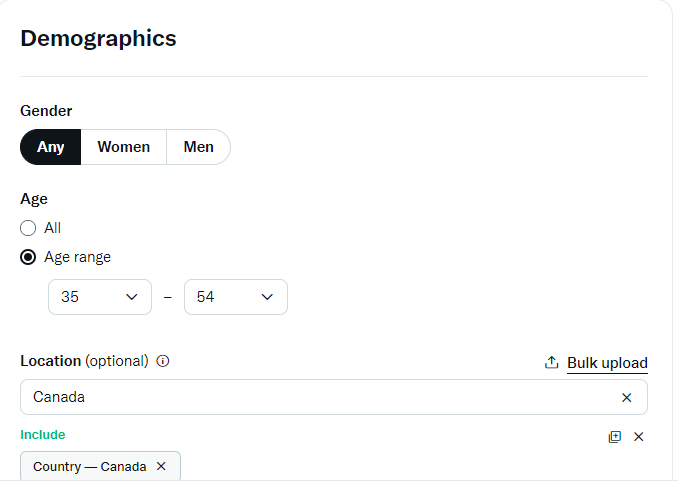 Demographics
Gender
Any Women Men
Age
All
Age range
35 – 54
Location (optional) Bulk upload
Canada
Include
Country — Canada